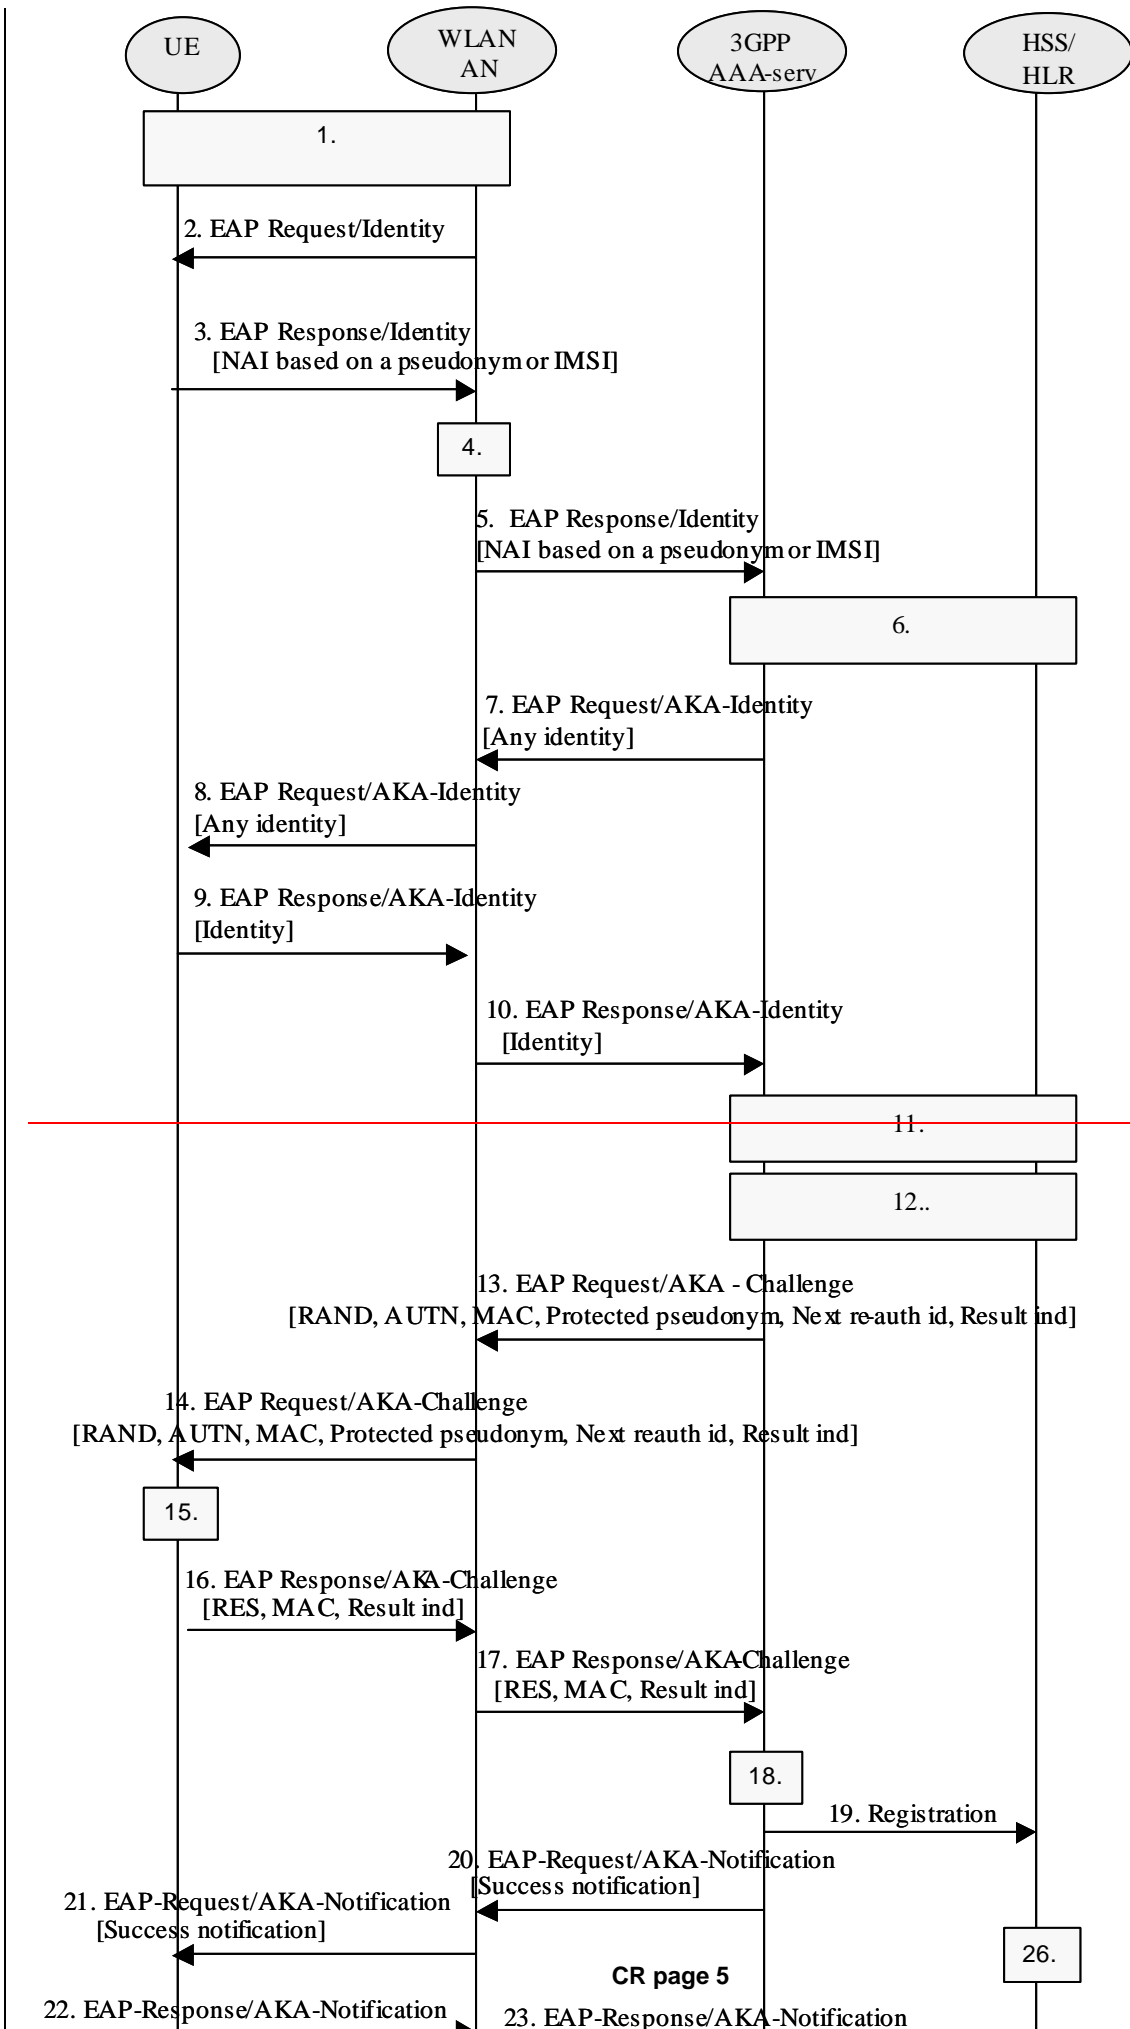 UE
WLAN
AN
3GPP
AAA-serv
HSS/
HLR
1.
2. EAP Request/Identity
3. EAP Response/Identity
[NAI based on a pseudonym or IMSI]
4.
5. EAP Response/Identity
[NAI based on a pseudonym or IMSI]
6.
7. EAP Request/AKA-Identity
[Any identity]
8. EAP Request/AKA-Identity
[Any identity]
9. EAP Response/AKA-Identity
[Identity]
10. EAP Response/AKA-Identity
[Identity]
11.
12..
13. EAP Request/AKA - Challenge
[RAND, AUTN, MAC, Protected pseudonym, Next re-auth id, Result ind]
14. EAP Request/AKA-Challenge
[RAND, AUTN, MAC, Protected pseudonym, Next reauth id, Result ind]
15.
16. EAP Response/AKA-Challenge
[RES, MAC, Result ind]
17. EAP Response/AKA-Challenge
[RES, MAC, Result ind]
18.
19. Registration
20. EAP-Request/AKA-Notification
[Success notification]
21. EAP-Request/AKA-Notification
[Success notification]
26.
CR page 5
22. EAP-Response/AKA-Notification
23. EAP-Response/AKA-Notification